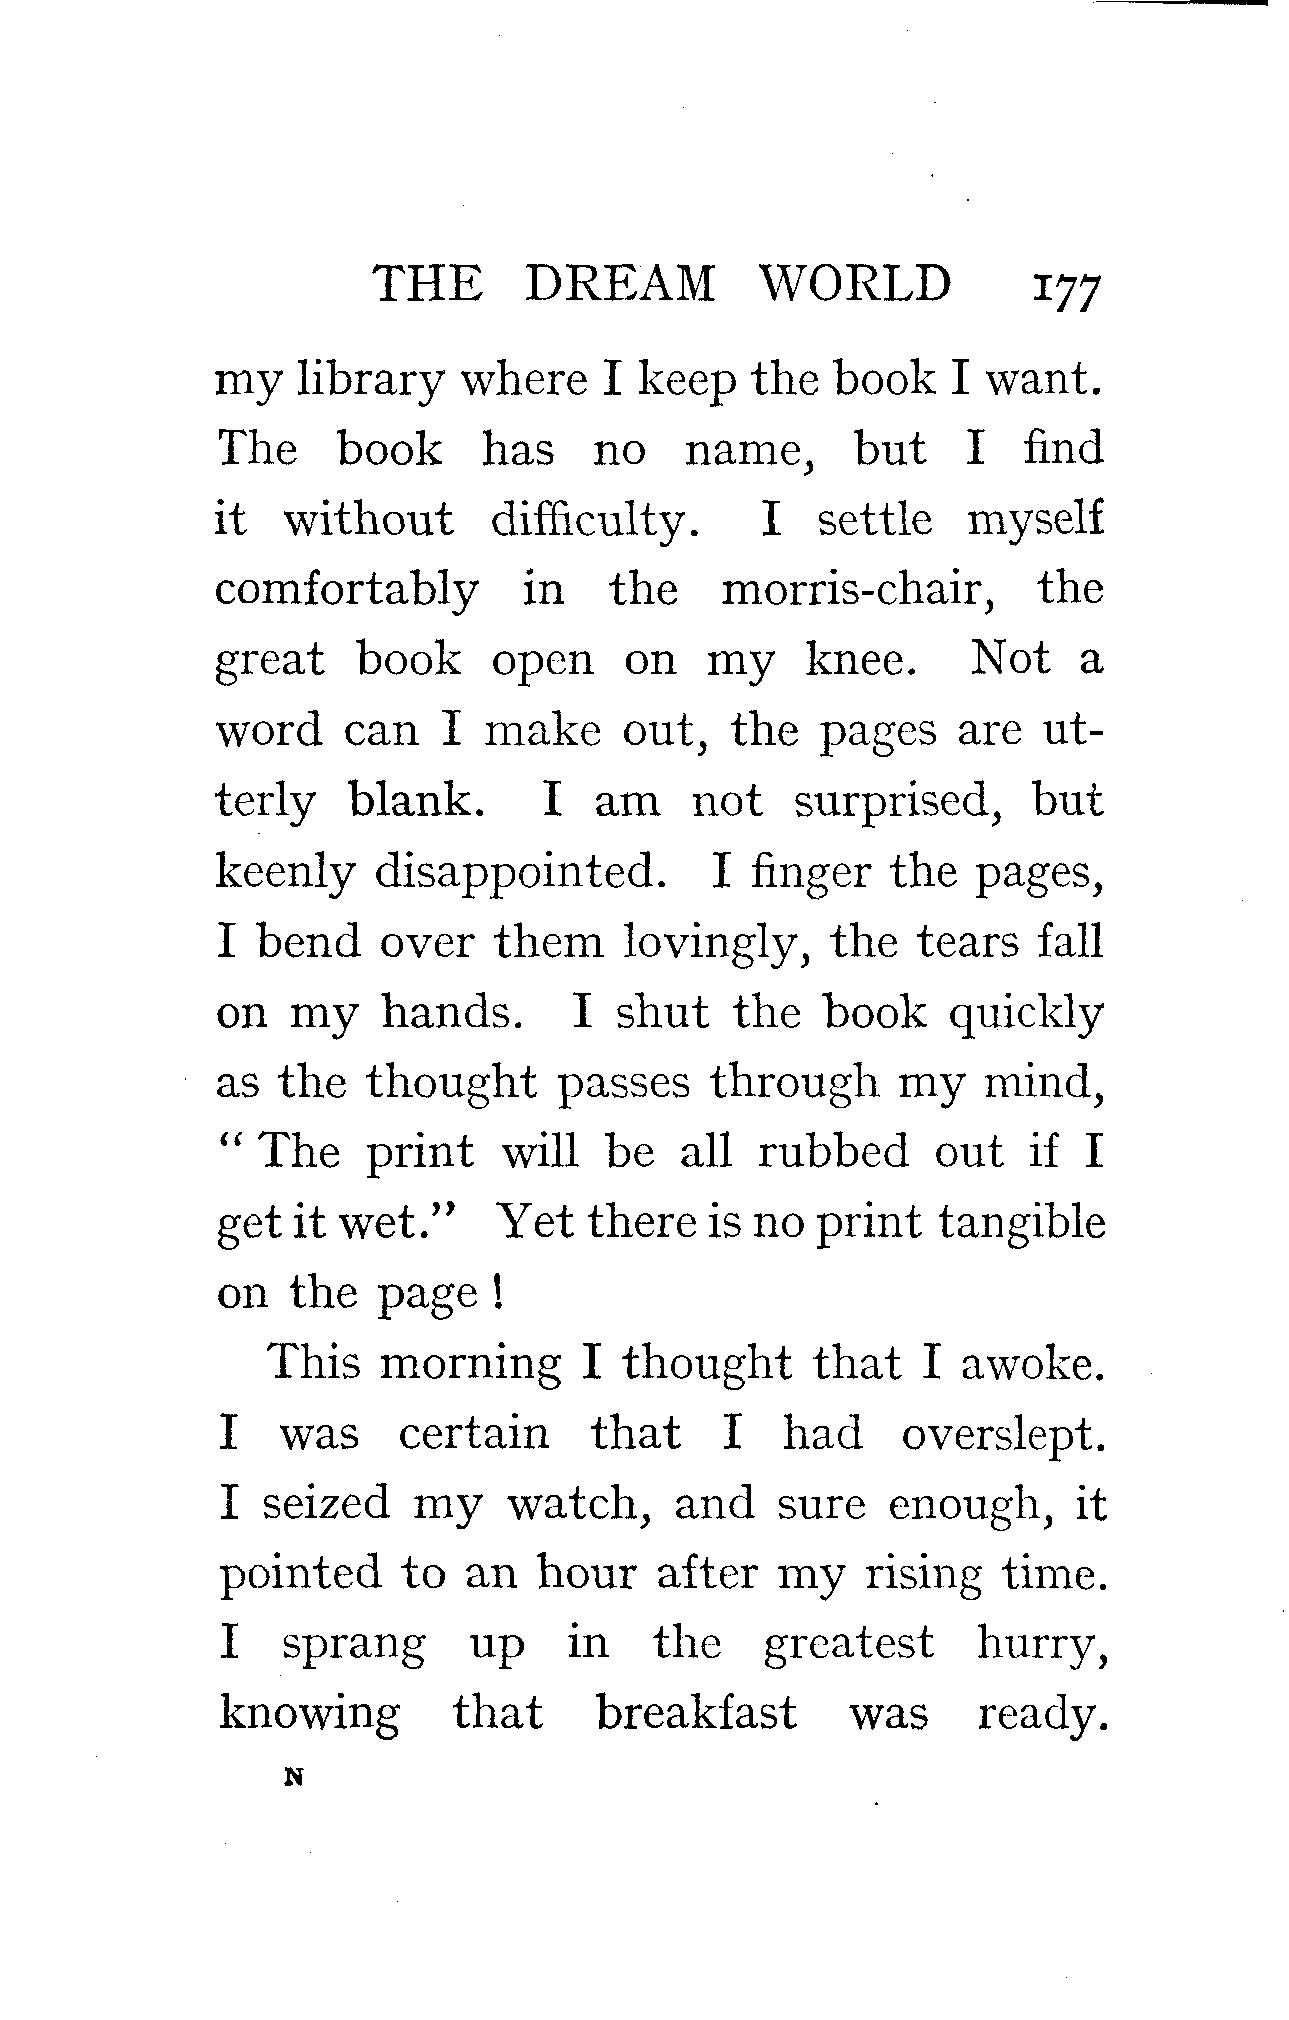 THE DREAM WORLD 177
my library where I keep the book I want.
The book has no name, but I find
it without difficulty. I settle myself
comfortably in the morris-chair, the
great book open on my knee. Not a
word can I make out, the pages are ut-
terly blank. I am not surprised, but
keenly disappointed. I finger the pages,
I bend over them lovingly, the tears fall
on my hands. I shut the book quickly
as the thought passes through my mind,
“ The print will be all rubbed out if I
get it wet.” Yet there is no print tangible
on the page !
This morning I thought that I awoke.
I was certain that I had overslept.
I seized my watch, and sure enough, it
pointed to an hour after my rising time.
I sprang up in the greatest hurry,
knowing that breakfast was ready.
N